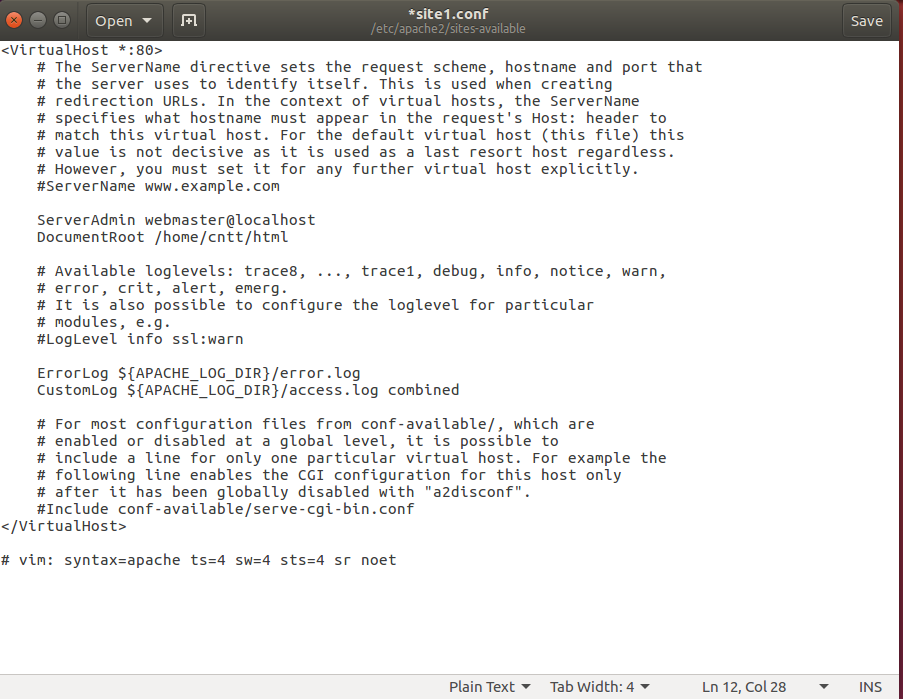 Open
*site1.conf
/etc/apache2/sites-available
Save
<VirtualHost *:80>
    # The ServerName directive sets the request scheme, hostname and port that
    # the server uses to identify itself. This is used when creating
    # redirection URLs. In the context of virtual hosts, the ServerName
    # specifies what hostname must appear in the request's Host: header to
    # match this virtual host. For the default virtual host (this file) this
    # value is not decisive as it is used as a last resort host regardless.
    # However, you must set it for any further virtual host explicitly.
    #ServerName www.example.com

    ServerAdmin webmaster@localhost
    DocumentRoot /home/cntt/html

    # Available loglevels: trace8, ..., trace1, debug, info, notice, warn,
    # error, crit, alert, emerg.
    # It is also possible to configure the loglevel for particular
    # modules, e.g.
    #LogLevel info ssl:warn

    ErrorLog ${APACHE_LOG_DIR}/error.log
    CustomLog ${APACHE_LOG_DIR}/access.log combined

    # For most configuration files from conf-available/, which are
    # enabled or disabled at a global level, it is possible to
    # include a line for only one particular virtual host. For example the
    # following line enables the CGI configuration for this host only
    # after it has been globally disabled with "a2disconf".
    #Include conf-available/serve-cgi-bin.conf
</VirtualHost>

# vim: syntax=apache ts=4 sw=4 sts=4 sr noet
Plain Text
Tab Width: 4
Ln 12, Col 28
INS